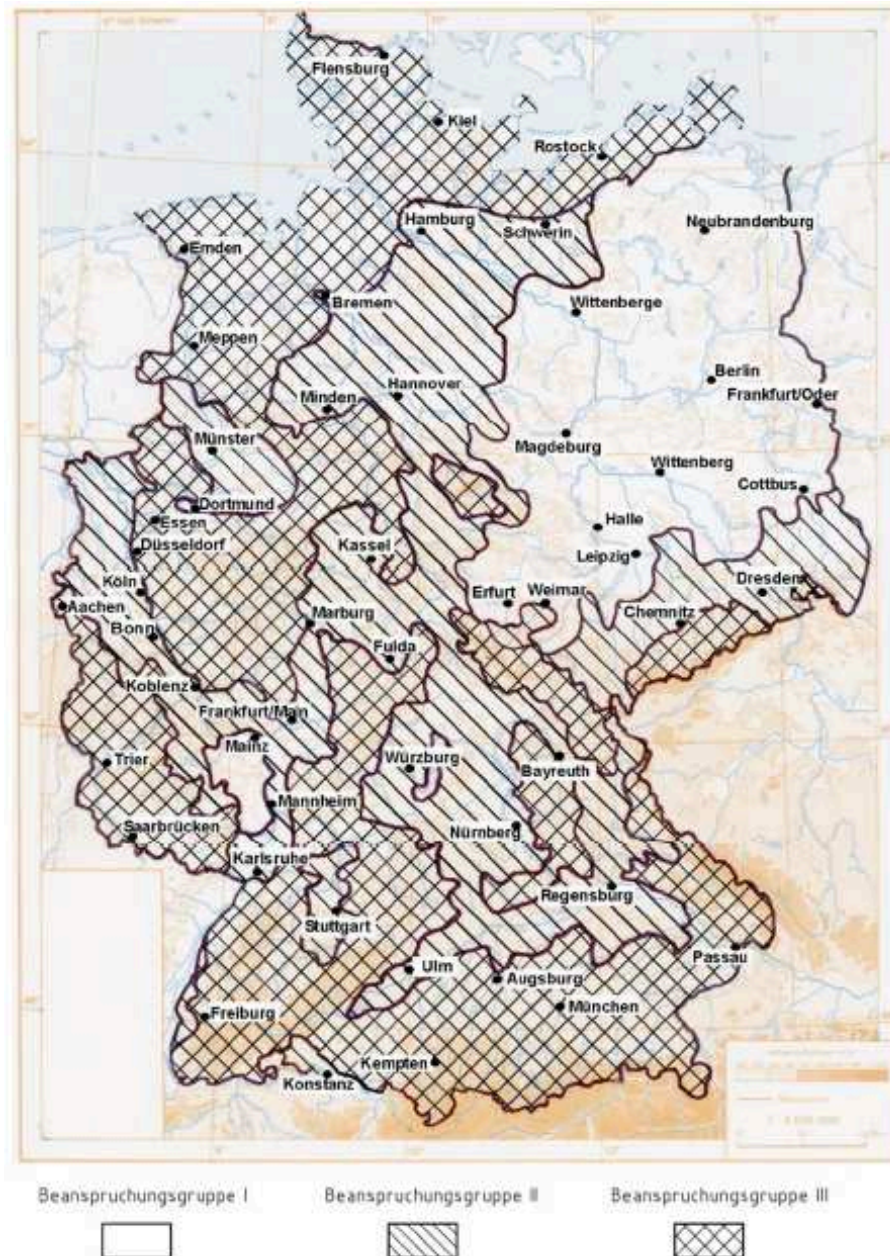 Flensburg
Kiel
Rostock
Hamburg
Schwerin
Neubrandenburg
Emden
Bremen
Wittenberge
Meppen
Berlin
Hannover
Minden
Frankfurt/Oder
Münster
Magdeburg
Wittenberg
Cottbus
Dortmund
Essen
Halle
Düsseldorf
Kassel
Leipzig
Köln
Erfurt
Weimar
Dresden
Aachen
Marburg
Chemnitz
Bonn
Fulda
Koblenz
Frankfurt/Main
Mainz
Trier
Würzburg
Bayreuth
Mannheim
Saarbrücken
Nürnberg
Karlsruhe
Regensburg
Stuttgart
Passau
Ulm
Augsburg
Freiburg
München
Kempten
Konstanz
Beanspruchungsgruppe I
Beanspruchungsgruppe II
Beanspruchungsgruppe III